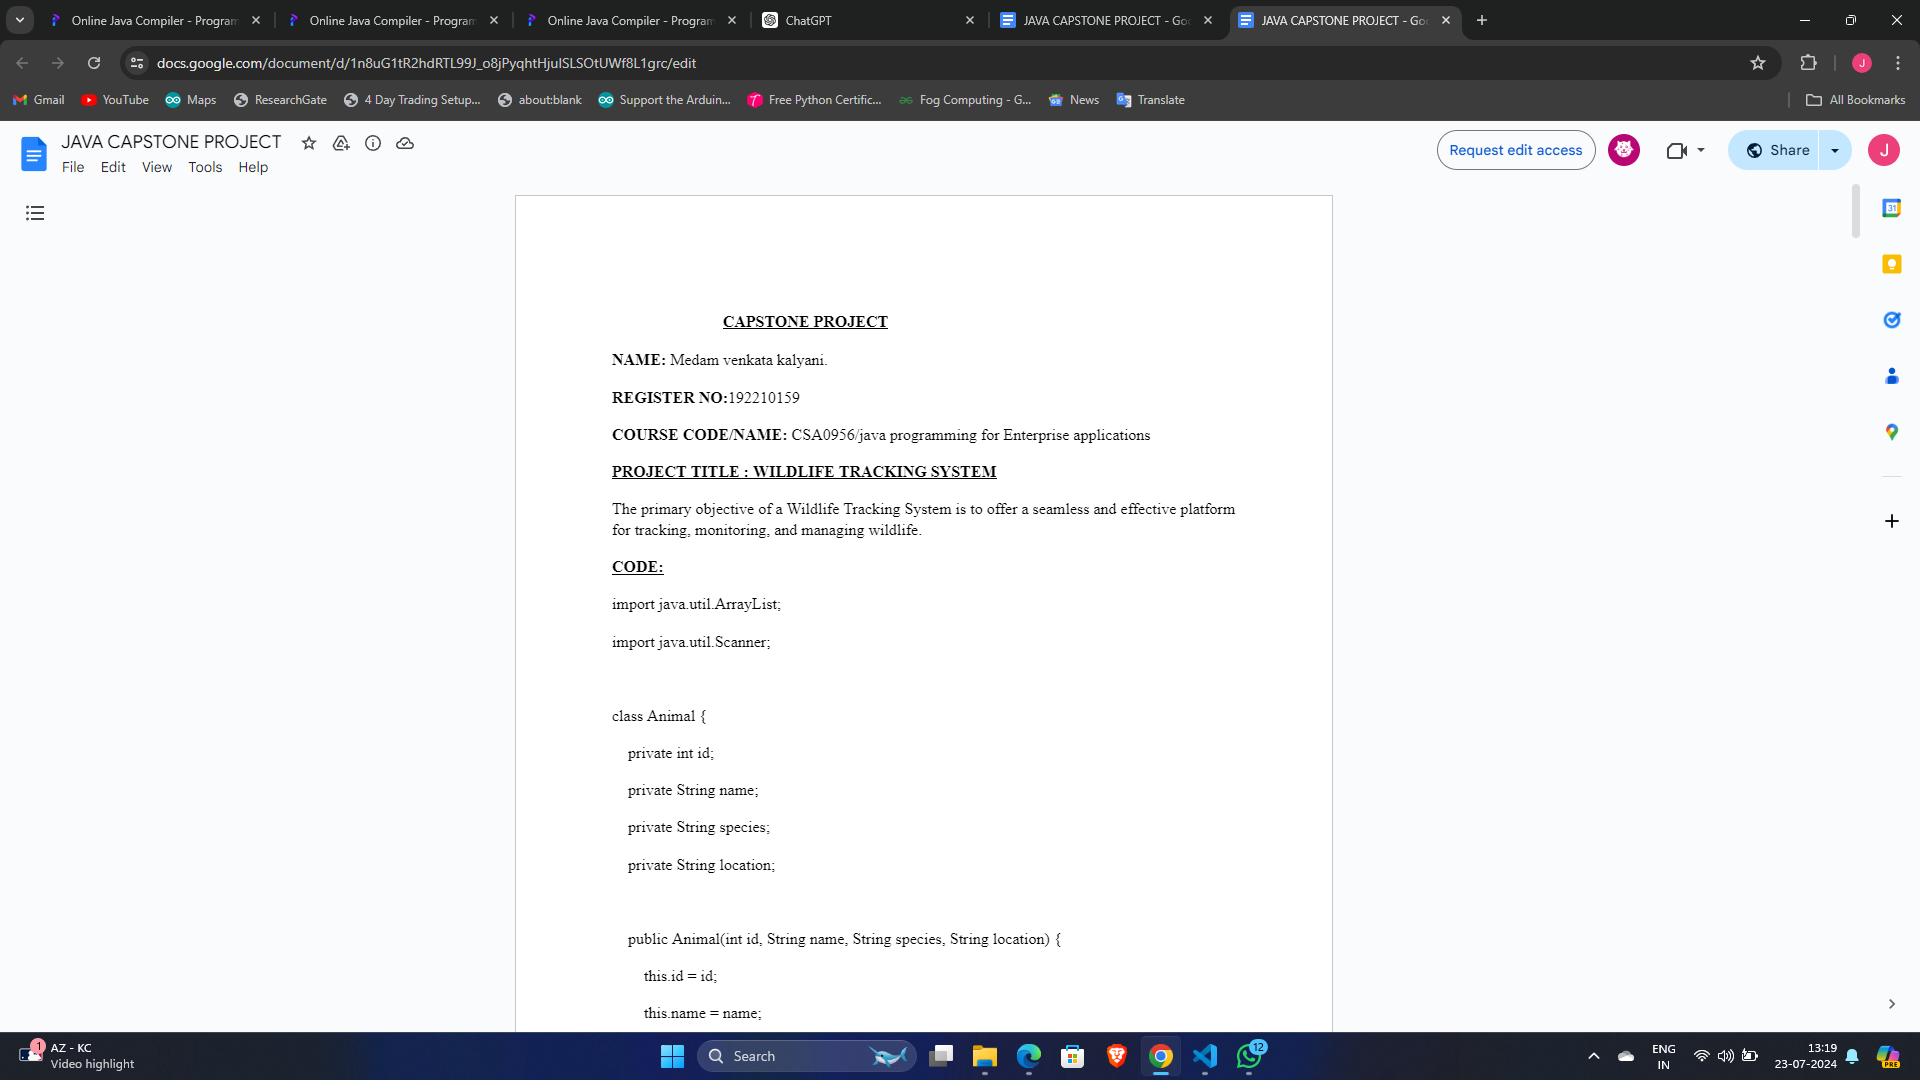 Online Java Compiler - Program
Online Java Compiler - Program
Online Java Compiler - Program
ChatGPT
JAVA CAPSTONE PROJECT - Goo
JAVA CAPSTONE PROJECT - Goo
docs.google.com/document/d/1n8uG1tR2hdRTL99J_o8jPyqhtHjulSLSOtUWf8L1grc/edit
J
Gmail
YouTube
Maps
ResearchGate
4 Day Trading Setup...
about:blank
Support the Arduin...
Free Python Certific...
Fog Computing - G...
News
Translate
All Bookmarks
JAVA CAPSTONE PROJECT
File Edit View Tools Help
Request edit access
Share
J
31
CAPSTONE PROJECT
NAME: Medam venkata kalyani.
REGISTER NO:192210159
COURSE CODE/NAME: CSA0956/java programming for Enterprise applications
PROJECT TITLE : WILDLIFE TRACKING SYSTEM
The primary objective of a Wildlife Tracking System is to offer a seamless and effective platform
for tracking, monitoring, and managing wildlife.
CODE:
import java.util.ArrayList;
import java.util.Scanner;
class Animal {
private int id;
private String name;
private String species;
private String location;
public Animal(int id, String name, String species, String location) {
this.id = id;
this.name = name;
1
AZ - KC
Video highlight
Search
12
ENG
IN
13:19
23-07-2024
PRE